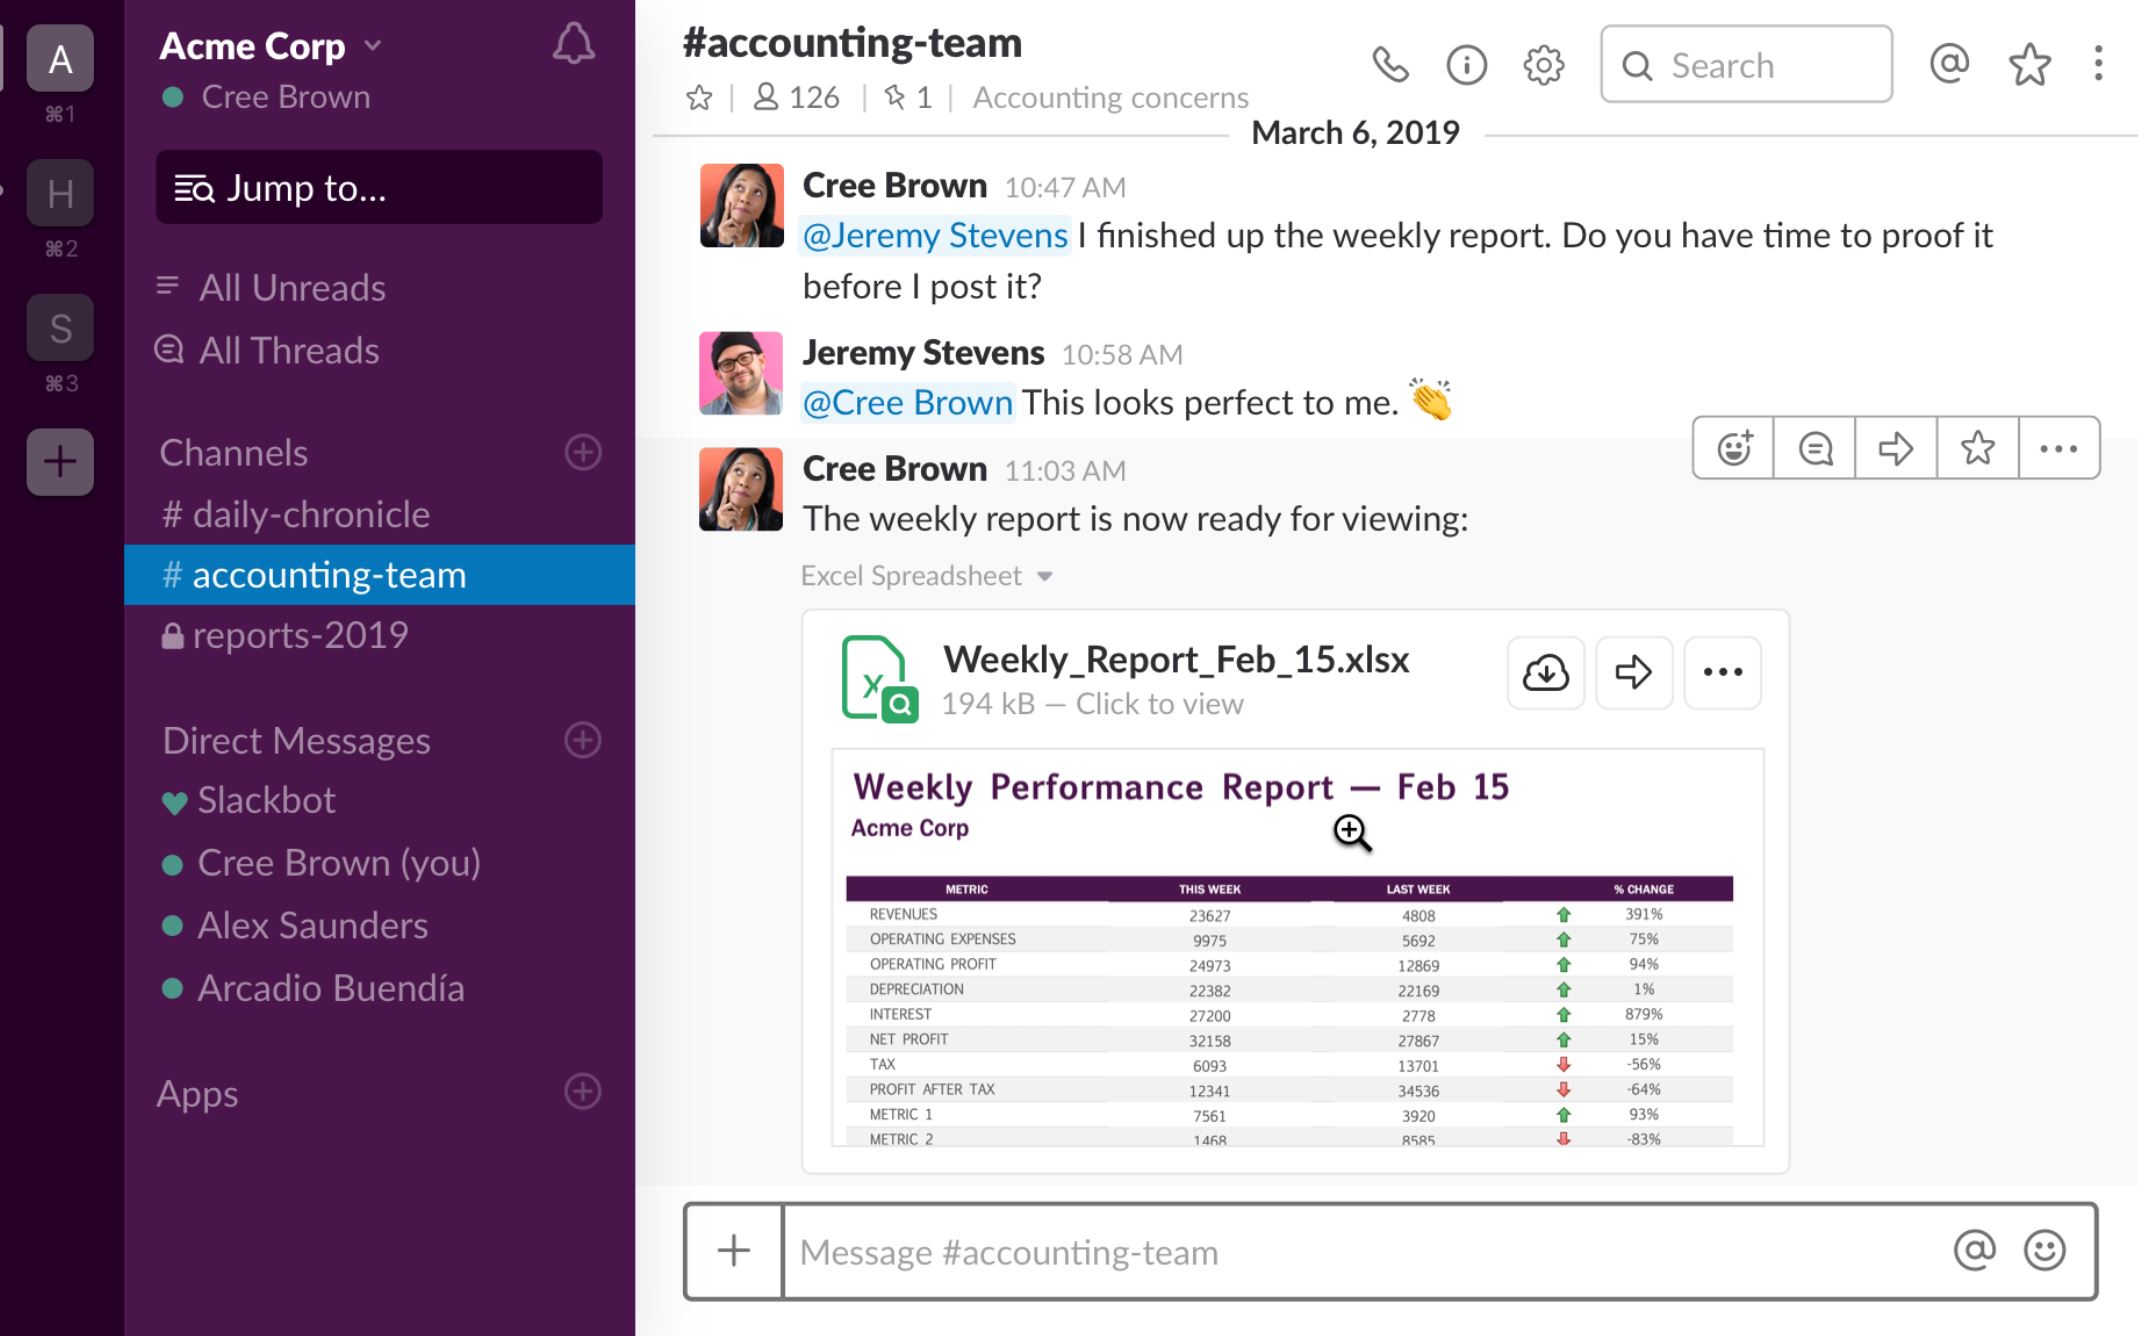 A
⌘1
H
⌘2
S
⌘3
Acme Corp
Cree Brown
Jump to...
All Unreads
All Threads
Channels
# daily-chronicle
# accounting-team
reports-2019
Direct Messages
Slackbot
Cree Brown (you)
Alex Saunders
Arcadio Buendía
Apps
#accounting-team
126 | 1 | Accounting concerns
Search
March 6, 2019
Cree Brown 10:47 AM
@Jeremy Stevens I finished up the weekly report. Do you have time to proof it
before I post it?
Jeremy Stevens 10:58 AM
@Cree Brown This looks perfect to me. 👏
Cree Brown 11:03 AM
The weekly report is now ready for viewing:
Excel Spreadsheet
X
Weekly_Report_Feb_15.xlsx
194 kB — Click to view
Weekly Performance Report — Feb 15
Acme Corp
METRIC THIS WEEK LAST WEEK % CHANGE
REVENUES 23627 4808 391%
OPERATING EXPENSES 9975 5692 75%
OPERATING PROFIT 24973 12869 94%
DEPRECIATION 22382 22169 1%
INTEREST 27200 2778 879%
NET PROFIT 32158 27867 15%
TAX 6093 13701 -56%
PROFIT AFTER TAX 12341 34536 -64%
METRIC 1 7561 3920 93%
METRIC 2 1468 8585 -83%
Message #accounting-team